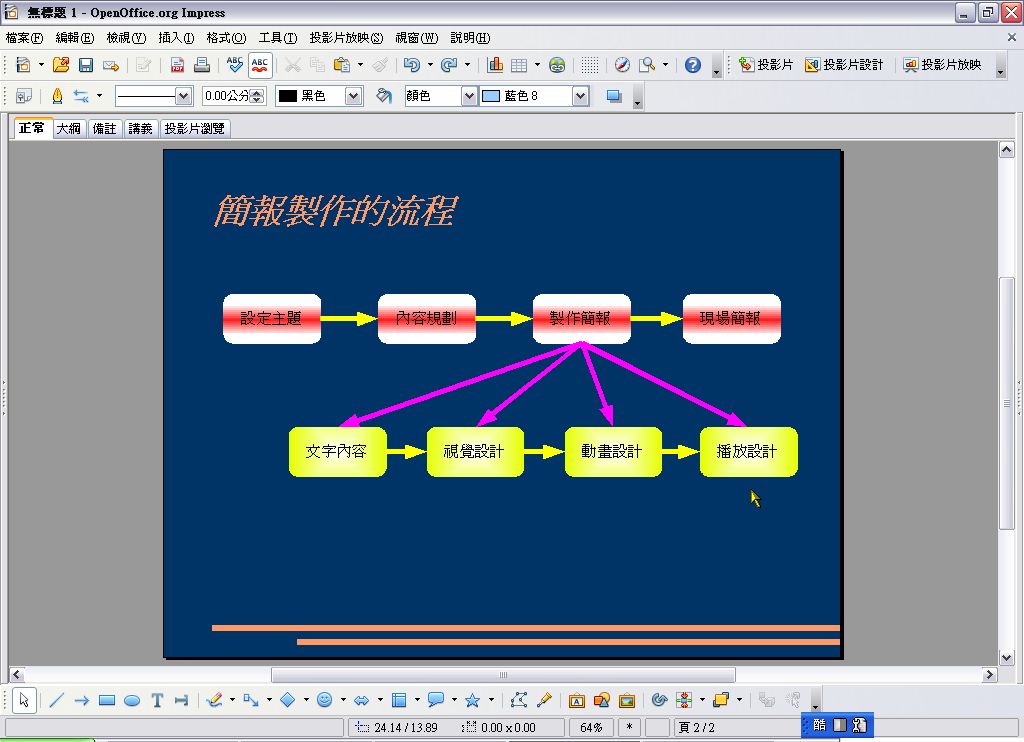 無標題 1 - OpenOffice.org Impress
檔案(F) 編輯(E) 檢視(V) 插入(I) 格式(O) 工具(T) 投影片放映(S) 視窗(W) 說明(H)
ABC ABC 投影片 投影片設計 投影片放映
0.00公分 黑色 顏色 藍色 8
正常 大綱 備註 講義 投影片瀏覽
簡報製作的流程
設定主題 內容規劃 製作簡報 現場簡報
文字內容 視覺設計 動畫設計 播放設計
24.14 / 13.89 0.00 x 0.00 64% * 頁 2 / 2 酷